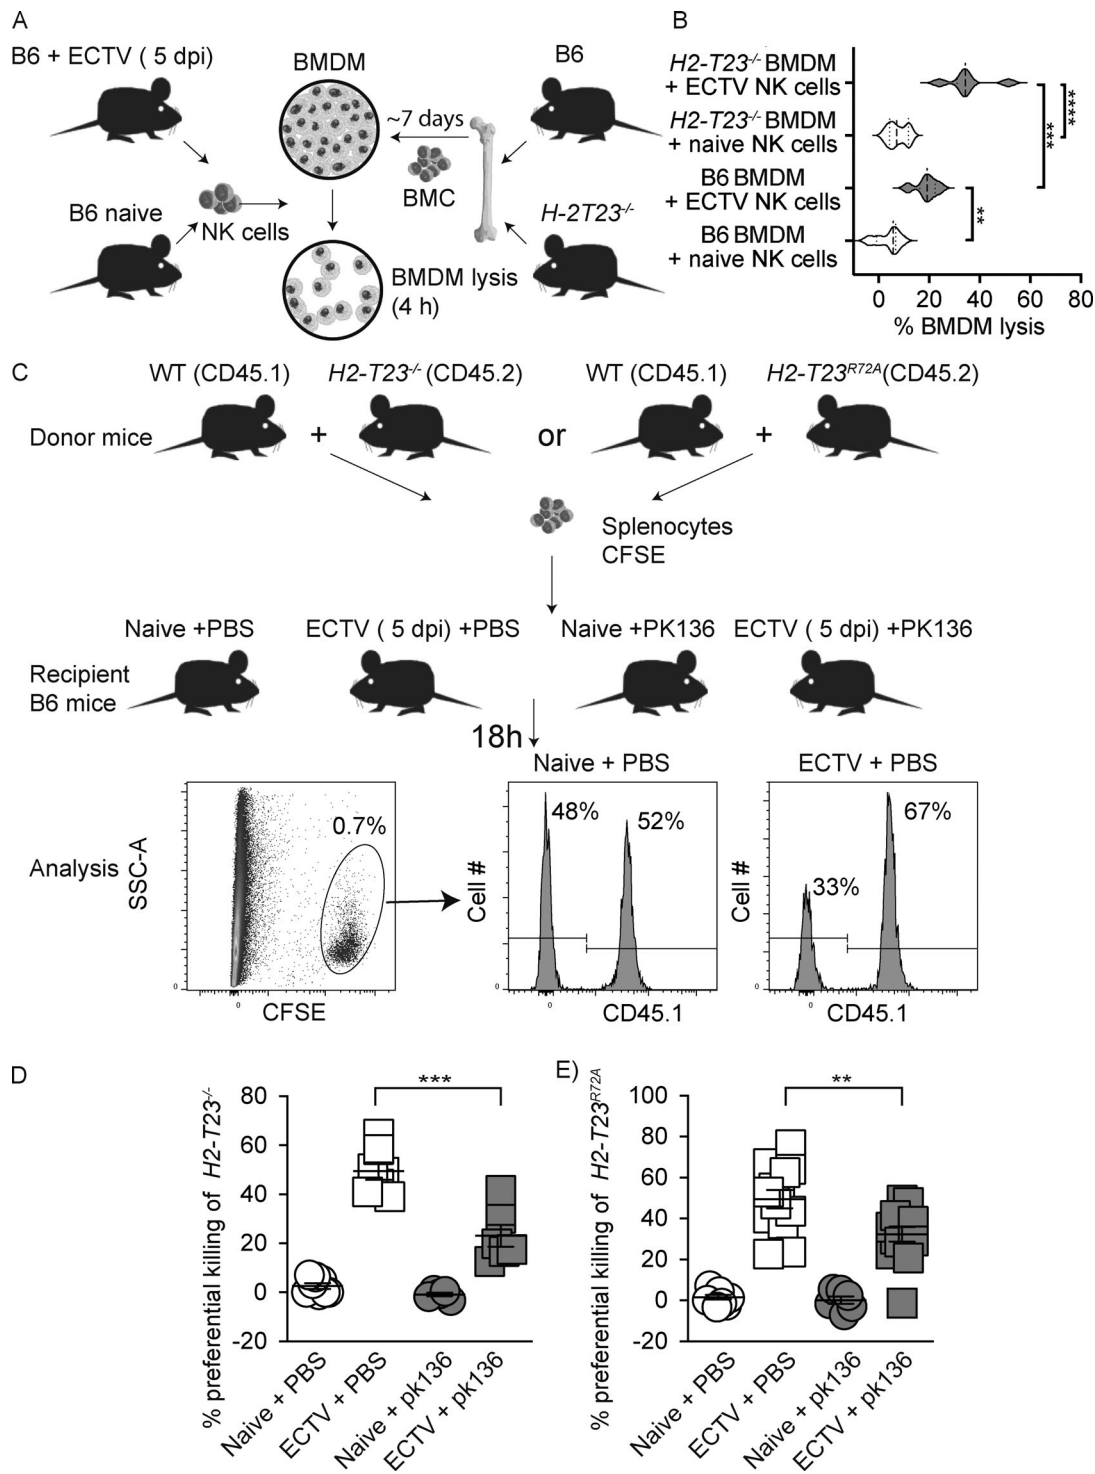 A
B6 + ECTV ( 5 dpi)
BMDM
B6
~7 days
BMC
B6 naive
NK cells
H-2T23-/-
BMDM lysis
(4 h)
B
H2-T23-/- BMDM
+ ECTV NK cells
H2-T23-/- BMDM
+ naive NK cells
B6 BMDM
+ ECTV NK cells
B6 BMDM
+ naive NK cells
****
***
**
0 20 40 60 80
% BMDM lysis
C
WT (CD45.1) H2-T23-/- (CD45.2) WT (CD45.1) H2-T23R72A(CD45.2)
Donor mice + or +
Splenocytes
CFSE
Naive +PBS ECTV ( 5 dpi) +PBS Naive +PK136 ECTV ( 5 dpi) +PK136
Recipient
B6 mice
18h
Naive + PBS ECTV + PBS
Analysis
SSC-A
0.7%
0
0
CFSE
Cell #
48%
52%
0
0
CD45.1
Cell #
33%
67%
0
0
CD45.1
D
% preferential killing of H2-T23-/-
80
60
40
20
0
-20
***
Naive + PBS
ECTV + PBS
Naive + pk136
ECTV + pk136
E)
% preferential killing of H2-T23R72A
100
80
60
40
20
0
-20
**
Naive + PBS
ECTV + PBS
Naive + pk136
ECTV + pk136